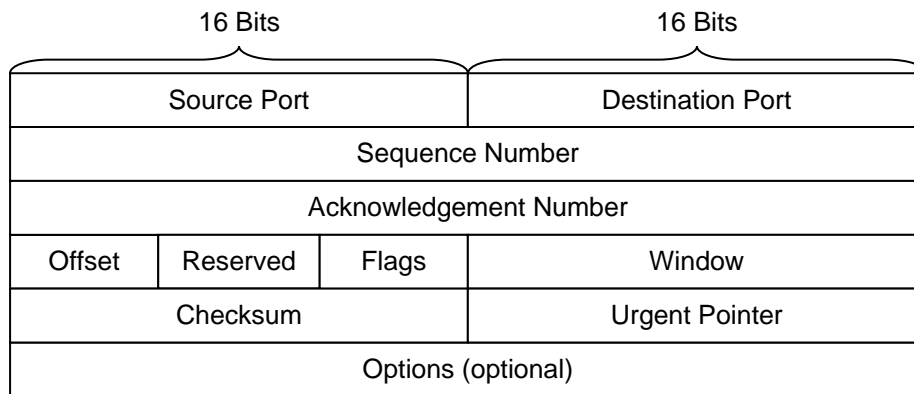 16 Bits 16 Bits
Source Port Destination Port
Sequence Number
Acknowledgement Number
Offset Reserved Flags Window
Checksum Urgent Pointer
Options (optional)